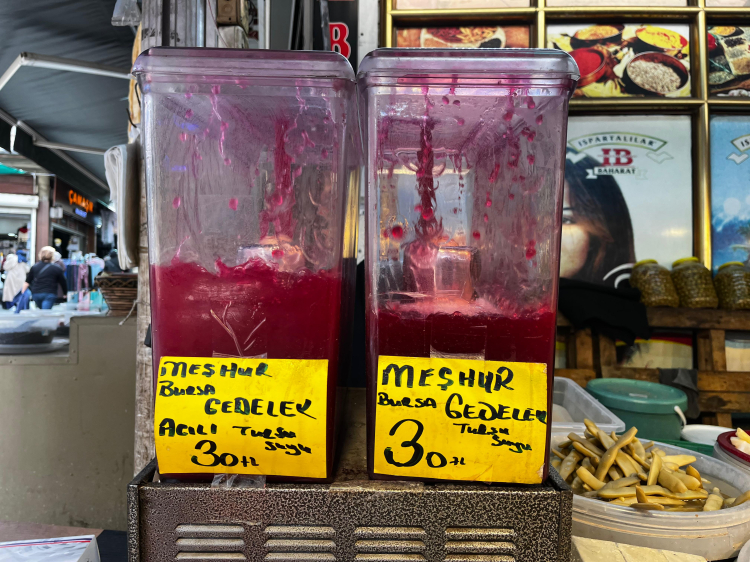 B
ISPARTALILAR
IB
BAHARAT
MEŞHUR
BURSA
GEDELEK
ACILI TURŞU
SUYU
30 TL
MEŞHUR
BURSA GEDELEK
TURŞU
SUYU
30 TL